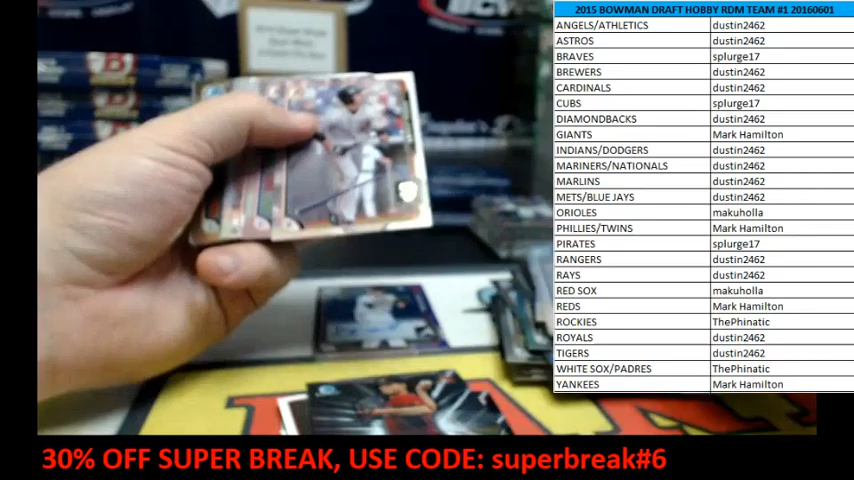 2015 BOWMAN DRAFT HOBBY RDM TEAM #1 20160601
ANGELS/ATHLETICS dustin2462
ASTROS dustin2462
BRAVES splurge17
BREWERS dustin2462
CARDINALS dustin2462
CUBS splurge17
DIAMONDBACKS dustin2462
GIANTS Mark Hamilton
INDIANS/DODGERS dustin2462
MARINERS/NATIONALS dustin2462
MARLINS dustin2462
METS/BLUE JAYS dustin2462
ORIOLES makuholla
PHILLIES/TWINS Mark Hamilton
PIRATES splurge17
RANGERS dustin2462
RAYS dustin2462
RED SOX makuholla
REDS Mark Hamilton
ROCKIES ThePhinatic
ROYALS dustin2462
TIGERS dustin2462
WHITE SOX/PADRES ThePhinatic
YANKEES Mark Hamilton
30% OFF SUPER BREAK, USE CODE: superbreak#6